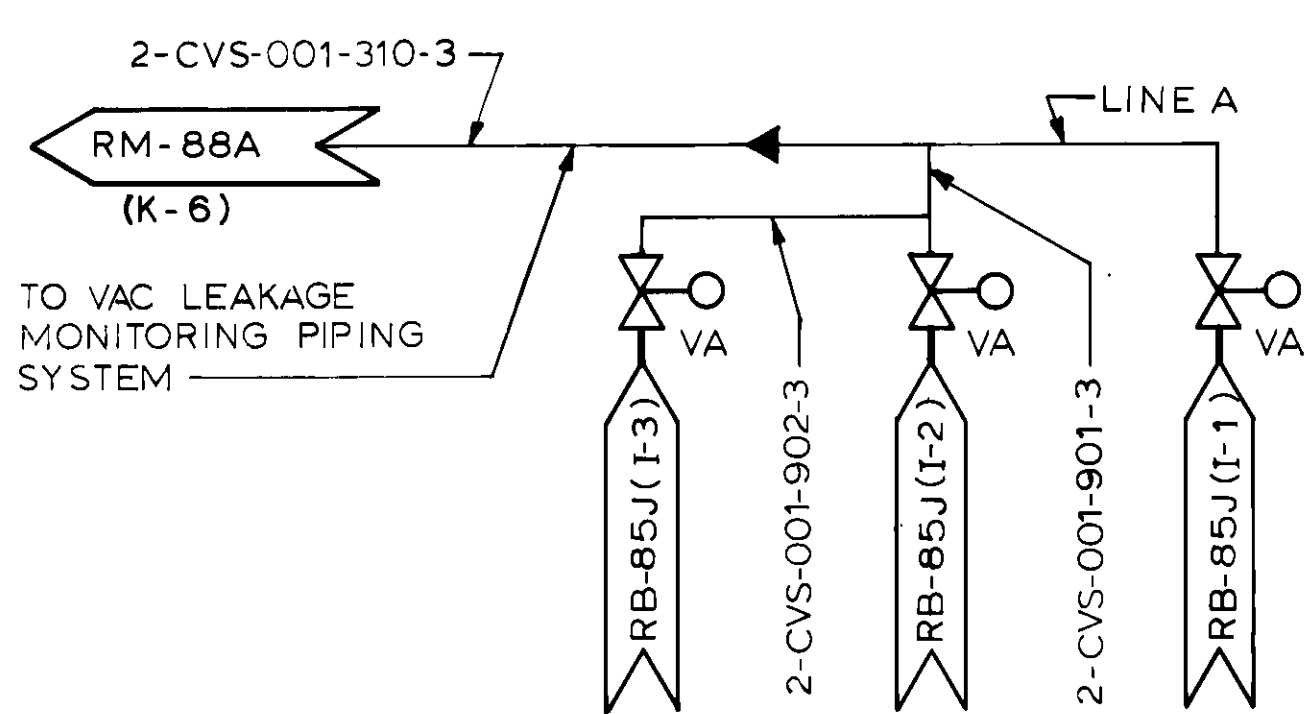 2-CVS-001-310-3
LINE A
RM-88A
(K-6)
TO VAC LEAKAGE
MONITORING PIPING
SYSTEM
VA
VA
VA
RB-85J(I-3)
2-CVS-001-902-3
RB-85J(I-2)
2-CVS-001-901-3
RB-85J(I-1)